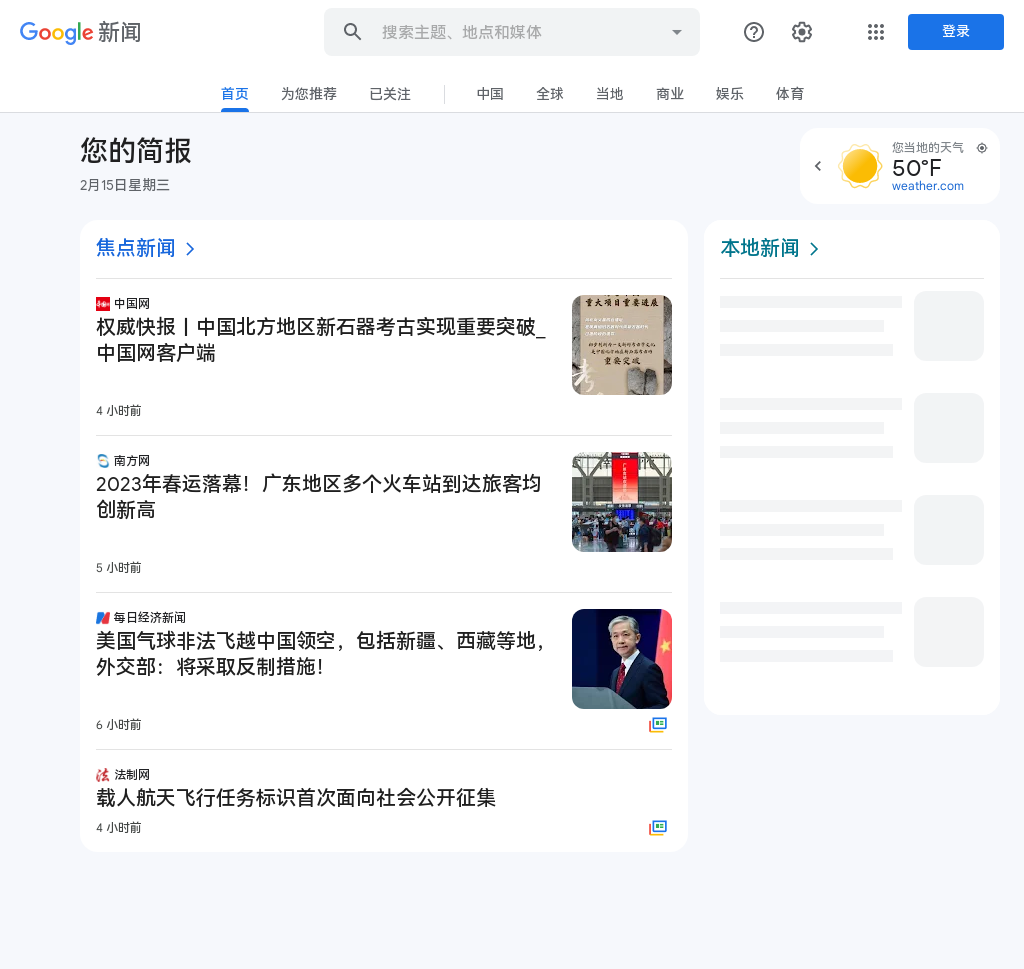 Google 新闻
搜索主题、地点和媒体
登录
首页 为您推荐 已关注 中国 全球 当地 商业 娱乐 体育
您的简报
2月15日星期三
您当地的天气
50°F
weather.com
焦点新闻
本地新闻
中国网
权威快报丨中国北方地区新石器考古实现重要突破_
中国网客户端
4 小时前
重大项目重要进展
重要突破
南方网
2023年春运落幕！广东地区多个火车站到达旅客均
创新高
5 小时前
每日经济新闻
美国气球非法飞越中国领空，包括新疆、西藏等地，
外交部：将采取反制措施！
6 小时前
法制网
载人航天飞行任务标识首次面向社会公开征集
4 小时前